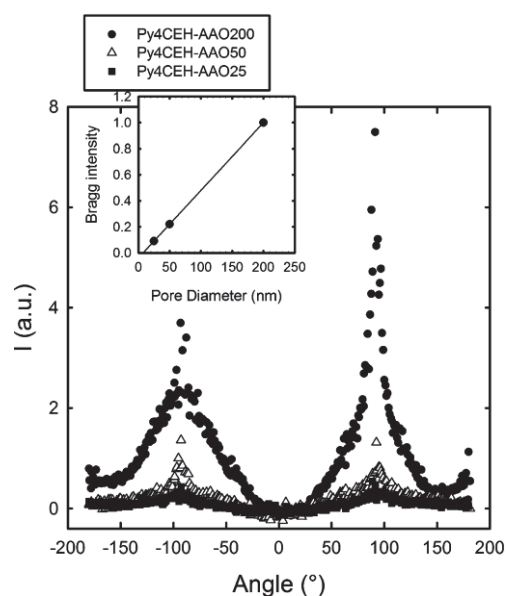 Py4CEH-AAO200
Py4CEH-AAO50
Py4CEH-AAO25
1.2
1.0
0.8
0.6
0.4
0.2
0.0
Bragg intensity
0 50 100 150 200 250
Pore Diameter (nm)
8
6
4
2
0
I (a.u.)
-200 -150 -100 -50 0 50 100 150 200
Angle (°)